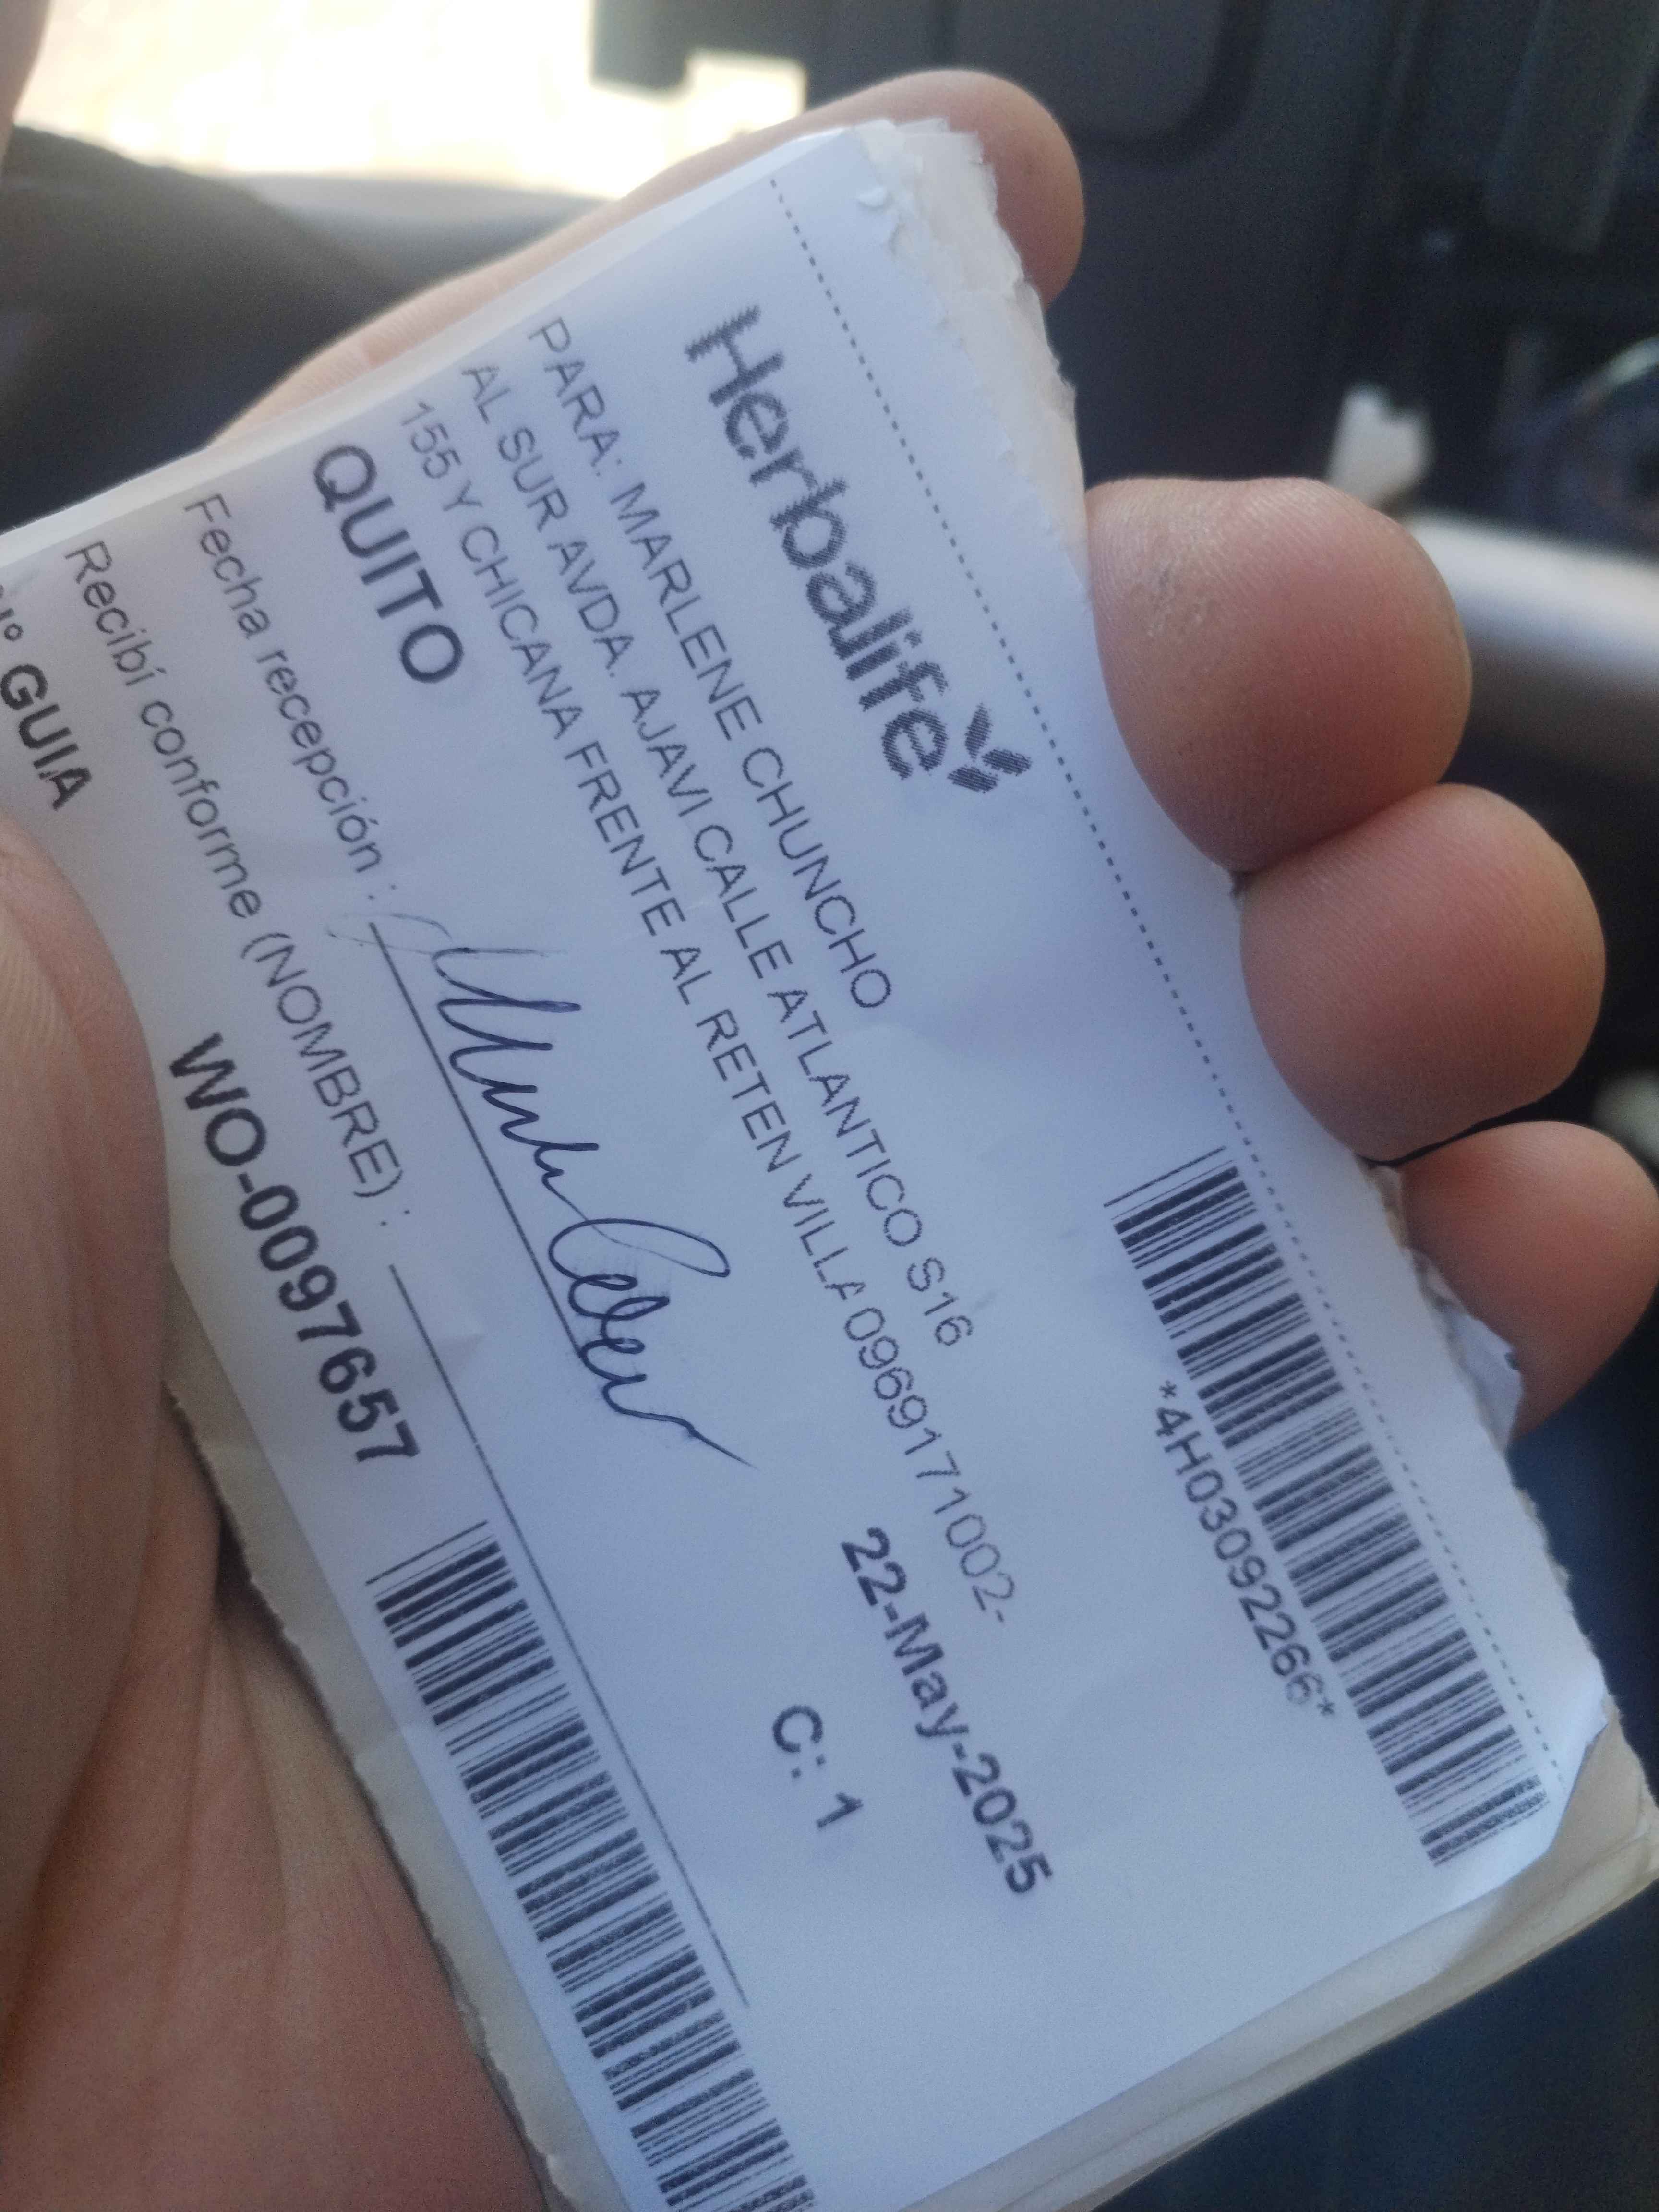 Herbalife
*4H03092266*
PARA: MARLENE CHUNCHO
AL SUR AVDA. AJAVI CALLE ATLANTICO S16
155 Y CHICANA FRENTE AL RETEN VILLA 0969171002-
QUITO
22-May-2025
Fecha recepción :
C: 1
Recibí conforme (NOMBRE) :
Nº GUIA
WO-0097657